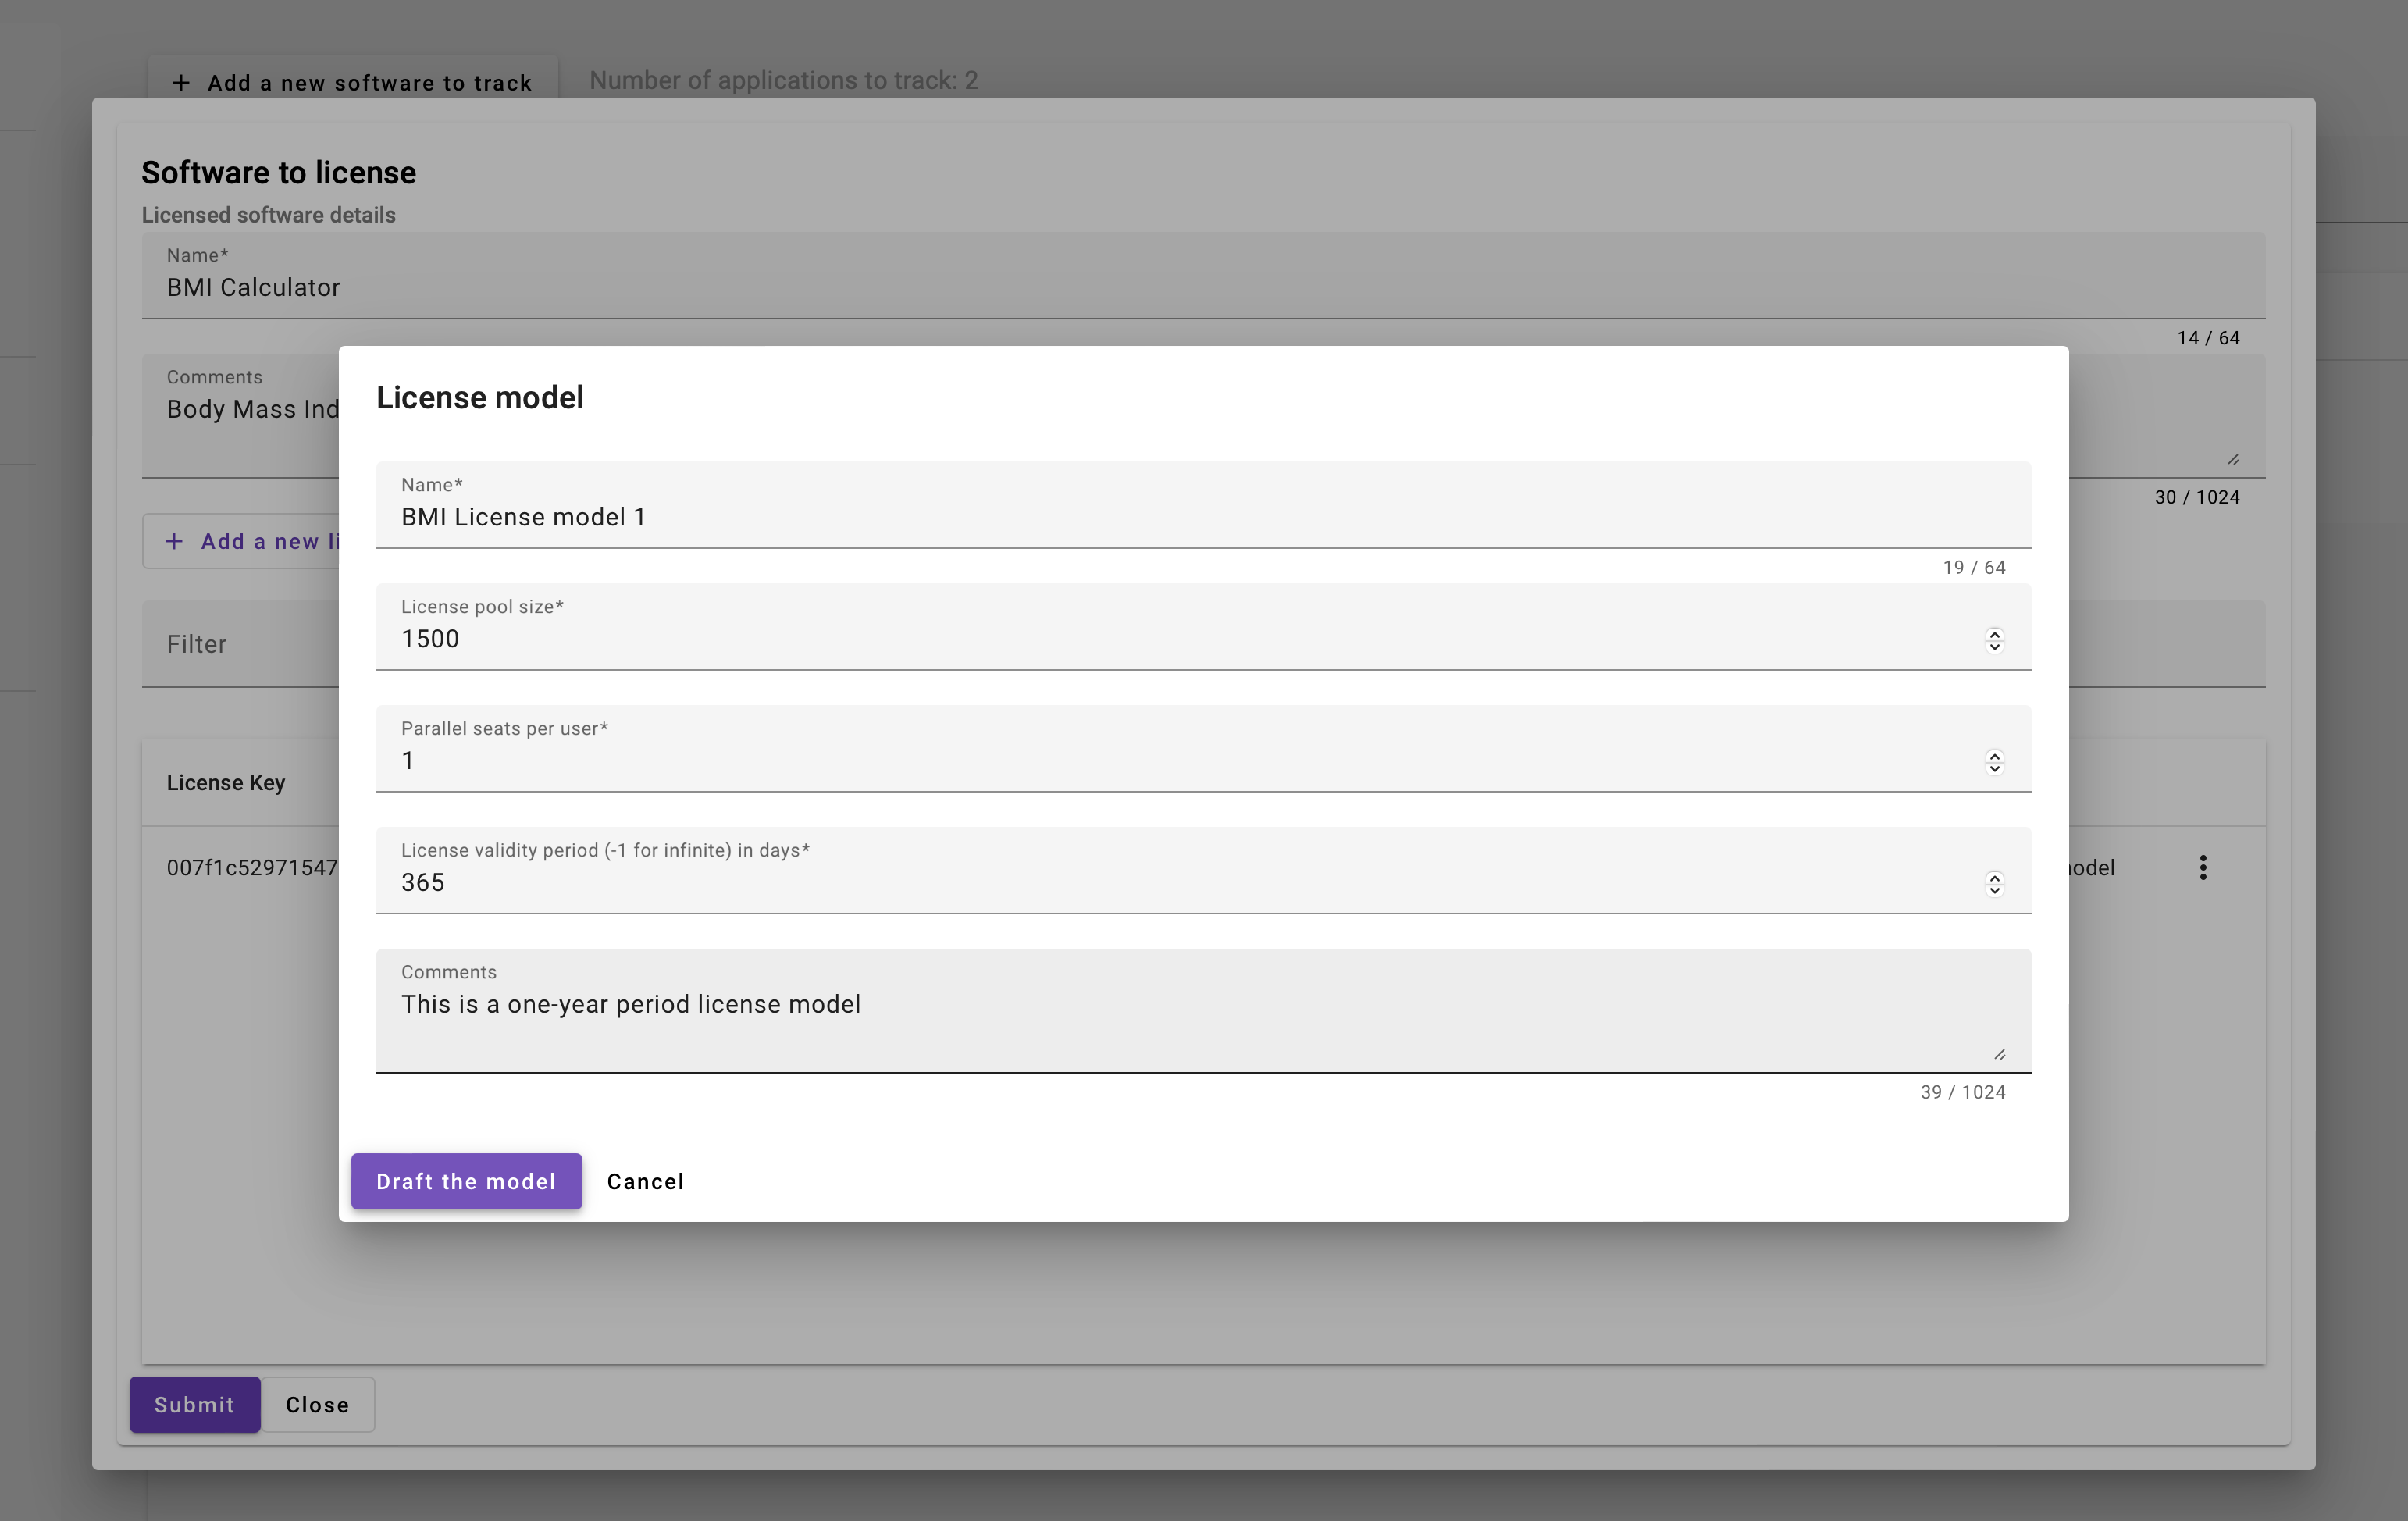 + Add a new software to track
Number of applications to track: 2
Software to license
Licensed software details
Name*
BMI Calculator
14 / 64
Comments
Body Mass Ind
30 / 1024
+ Add a new li
Filter
License Key
007f1c52971547
odel
License model
Name*
BMI License model 1
19 / 64
License pool size*
1500
Parallel seats per user*
1
License validity period (-1 for infinite) in days*
365
Comments
This is a one-year period license model
39 / 1024
Draft the model
Cancel
Submit
Close